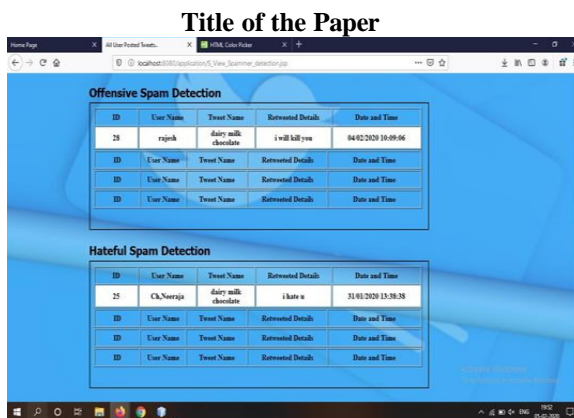 Title of the Paper
Home Page X All User Posted Tweets.. X HTML Color Picker X +
localhost:8080/application/S_View_Spammer_detection.jsp
Offensive Spam Detection
ID User Name Tweet Name Retweeted Details Date and Time
28 rajesh dairy milk chocolate i will kill you 04/02/2020 10:09:06
ID User Name Tweet Name Retweeted Details Date and Time
ID User Name Tweet Name Retweeted Details Date and Time
ID User Name Tweet Name Retweeted Details Date and Time
Hateful Spam Detection
ID User Name Tweet Name Retweeted Details Date and Time
25 Ch,Neeraja dairy milk chocolate i hate u 31/01/2020 13:38:38
ID User Name Tweet Name Retweeted Details Date and Time
ID User Name Tweet Name Retweeted Details Date and Time
ID User Name Tweet Name Retweeted Details Date and Time
ENG 19:52
05-02-2020